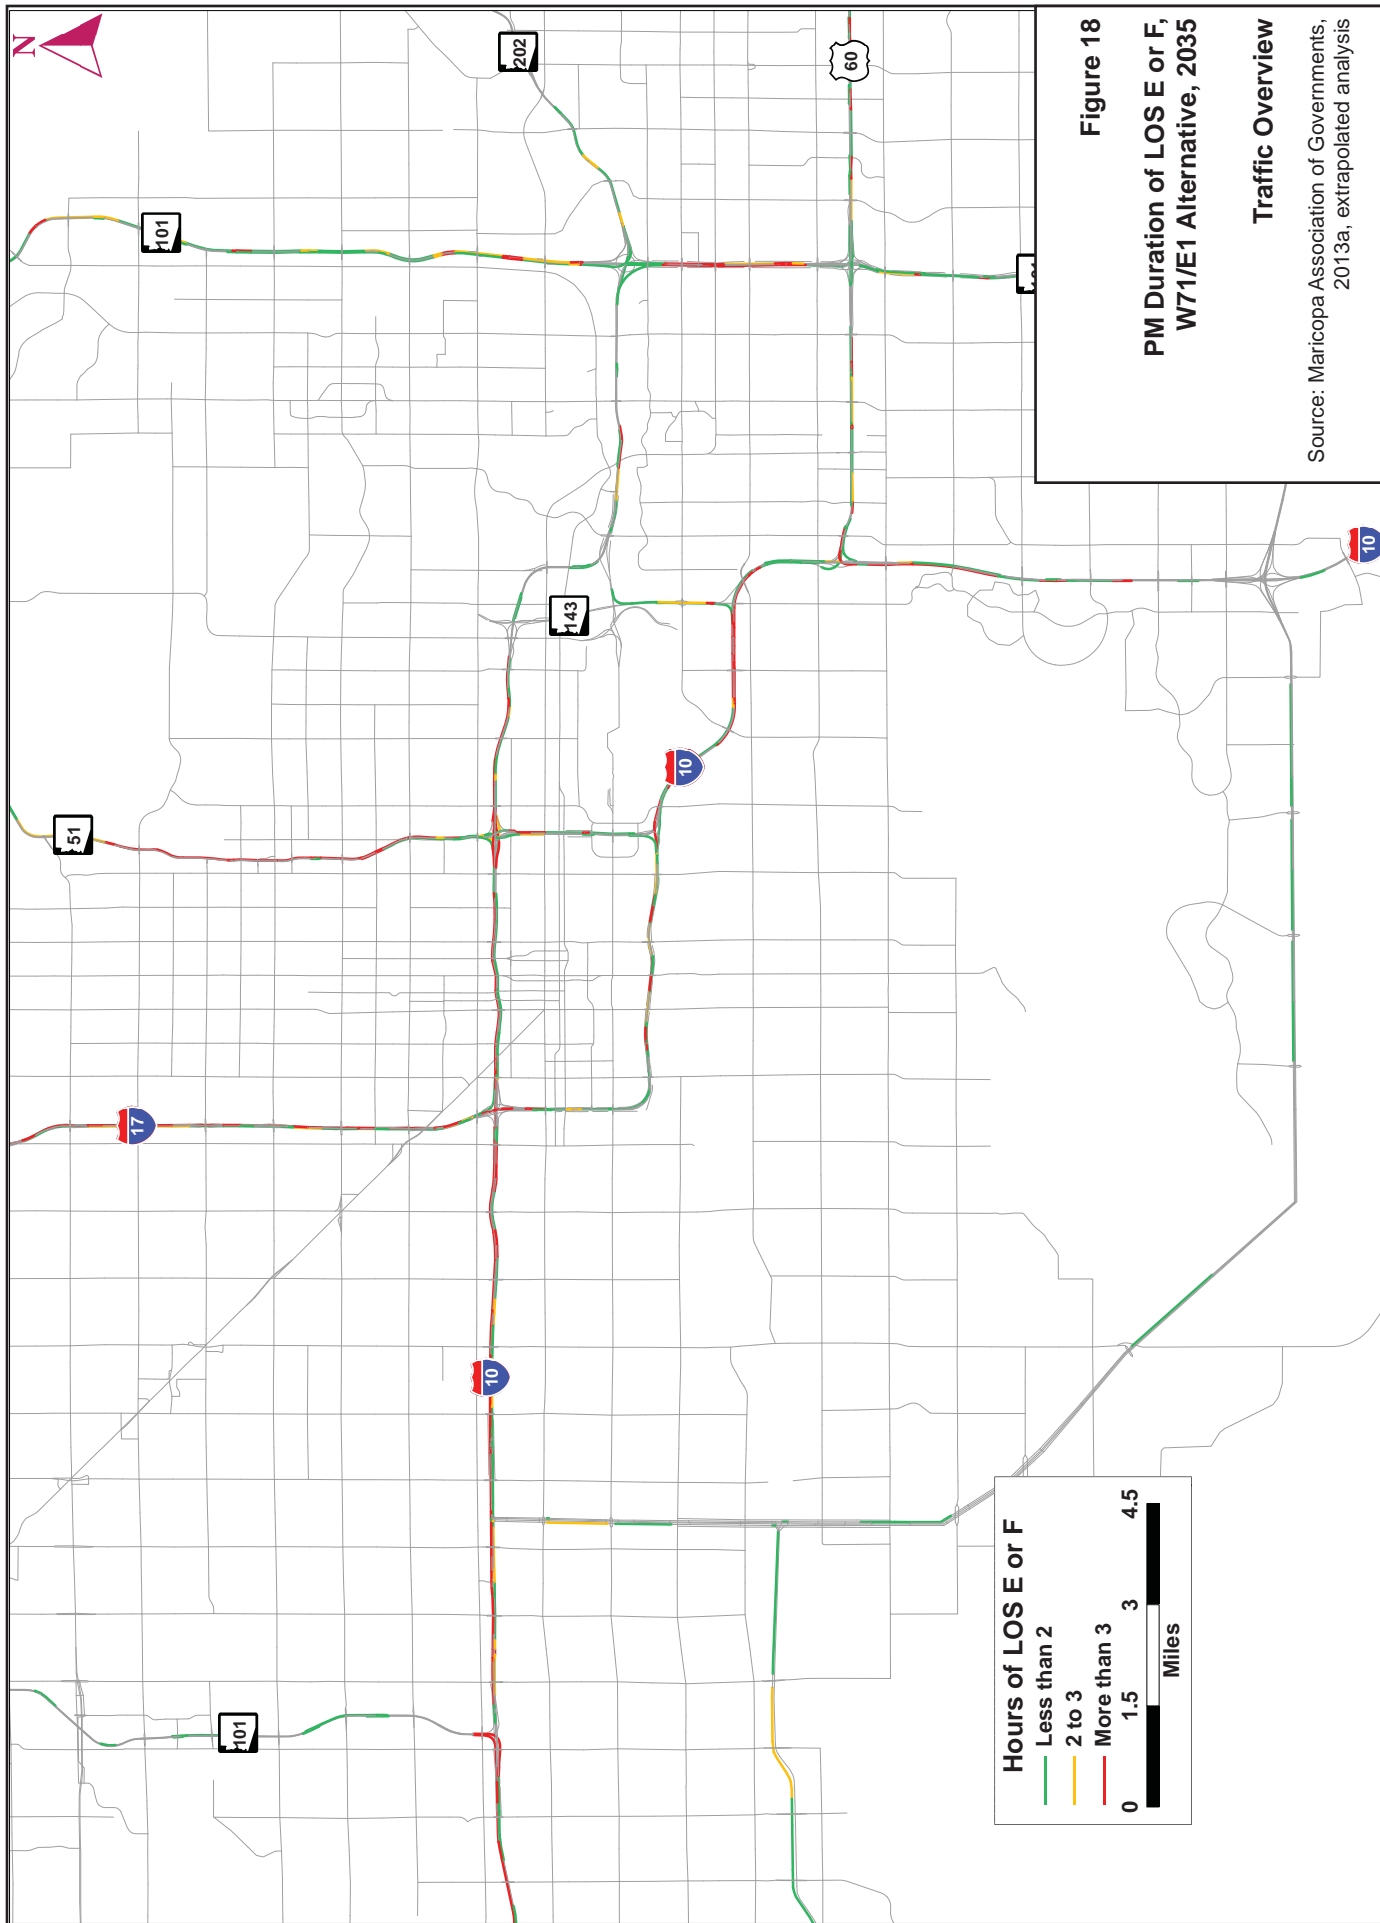 N
101
51
17
202
60
143
10
10
10
101
101
10
Hours of LOS E or F
Less than 2
2 to 3
More than 3
0 1.5 3 4.5
Miles
Figure 18
PM Duration of LOS E or F,
W71/E1 Alternative, 2035
Traffic Overview
Source: Maricopa Association of Governments,
2013a, extrapolated analysis